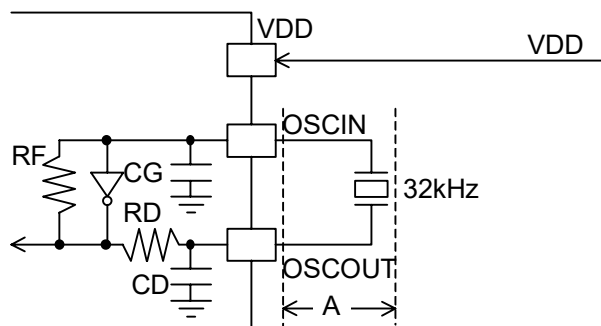 VDD
VDD
OSCIN
RF
CG
32kHz
RD
CD
OSCOUT
A